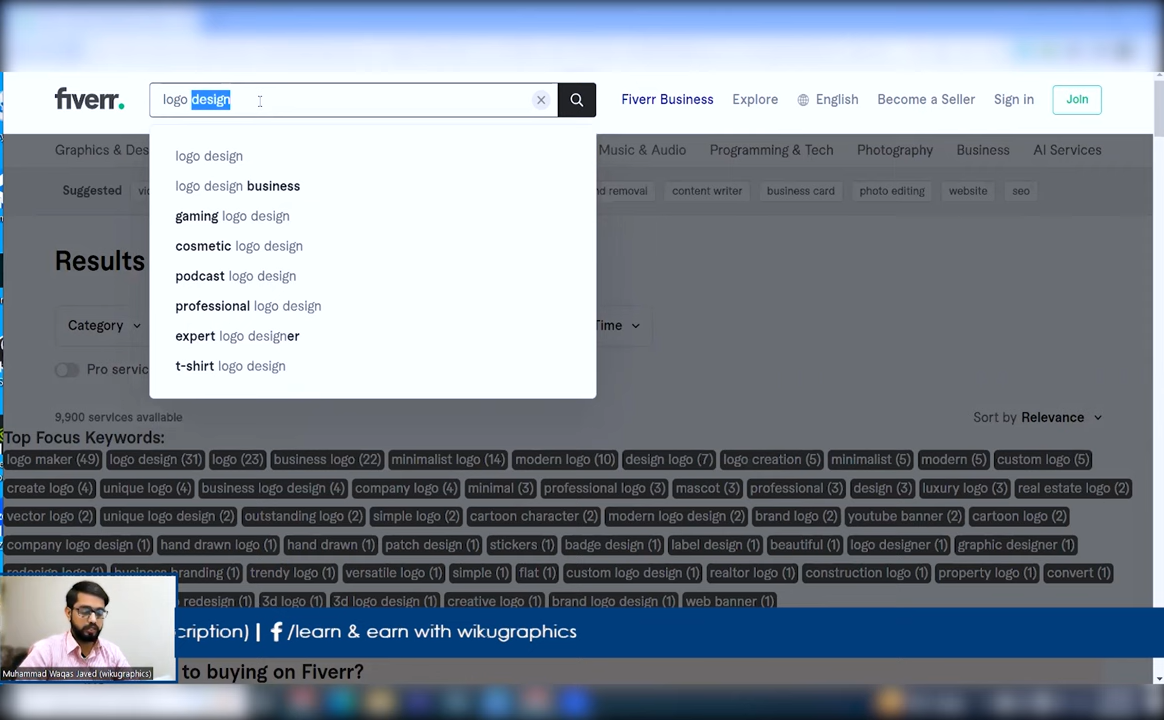 fiverr.
logo design
Fiverr Business
Explore
English
Become a Seller
Sign in
Join
Graphics & Des
Music & Audio
Programming & Tech
Photography
Business
AI Services
logo design
logo design business
gaming logo design
cosmetic logo design
podcast logo design
professional logo design
expert logo designer
t-shirt logo design
Suggested
nd removal
content writer
business card
photo editing
website
seo
Results
Category
Time
Pro servic
9,900 services available
Sort by Relevance
Top Focus Keywords:
logo maker (49) logo design (31) logo (23) business logo (22) minimalist logo (14) modern logo (10) design logo (7) logo creation (5) minimalist (5) modern (5) custom logo (5)
create logo (4) unique logo (4) business logo design (4) company logo (4) minimal (3) professional logo (3) mascot (3) professional (3) design (3) luxury logo (3) real estate logo (2)
vector logo (2) unique logo design (2) outstanding logo (2) simple logo (2) cartoon character (2) modern logo design (2) brand logo (2) youtube banner (2) cartoon logo (2)
company logo design (1) hand drawn logo (1) hand drawn (1) patch design (1) stickers (1) badge design (1) label design (1) beautiful (1) logo designer (1) graphic designer (1)
redesign logo (1) business branding (1) trendy logo (1) versatile logo (1) simple (1) flat (1) custom logo design (1) realtor logo (1) construction logo (1) property logo (1) convert (1)
redesign (1) 3d logo (1) 3d logo design (1) creative logo (1) brand logo design (1) web banner (1)
cription) | f /learn & earn with wikugraphics
to buying on Fiverr?
Muhammad Waqas Javed (wikugraphics)